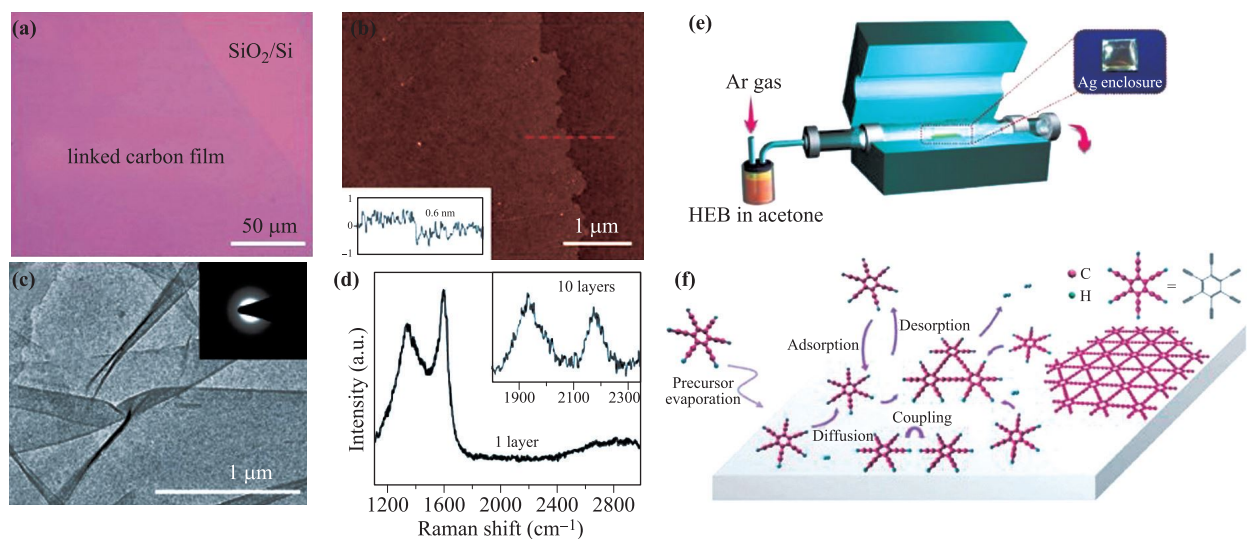 (a)
SiO2/Si
linked carbon film
50 μm
(b)
1
0
–1
0.6 nm
1 μm
(c)
1 μm
(d)
10 layers
1900 2100 2300
1 layer
Intensity (a.u.)
1200 1600 2000 2400 2800
Raman shift (cm–1)
(e)
Ar gas
Ag enclosure
HEB in acetone
(f)
C
H
=
Desorption
Adsorption
Precursor
evaporation
Coupling
Diffusion